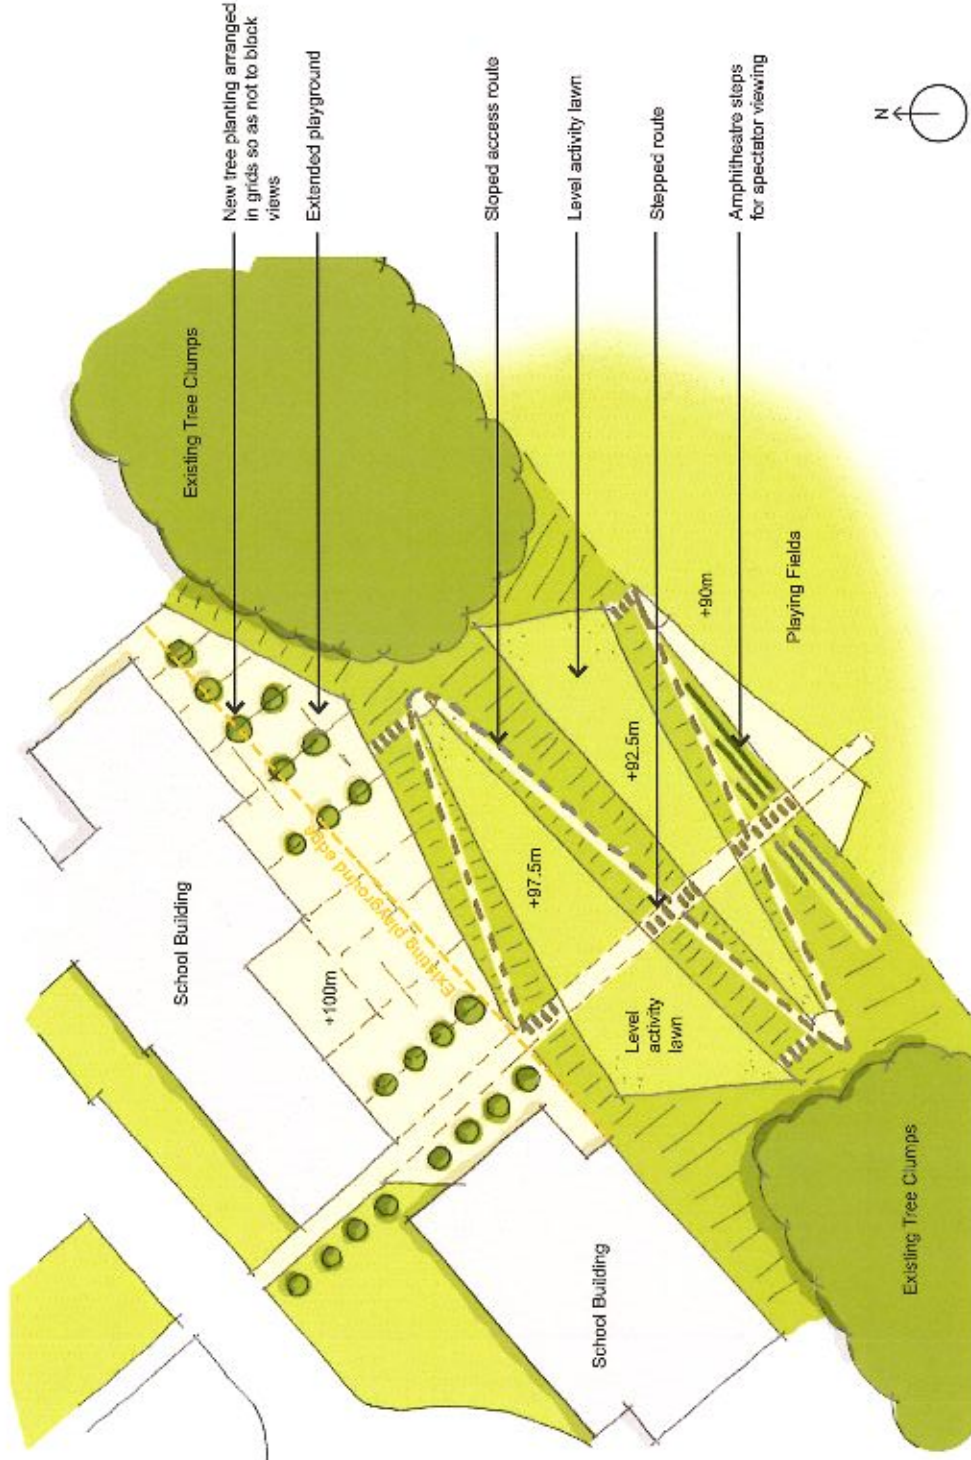 New tree planting arranged
in grids so as not to block
views
Extended playground
Sloped access route
Level activity lawn
Stepped route
Amphitheatre steps
for spectator viewing
N
Existing Tree Clumps
School Building
Existing playground edge
+100m
+97.5m
+92.5m
+90m
Playing Fields
Level
activity
lawn
School Building
Existing Tree Clumps